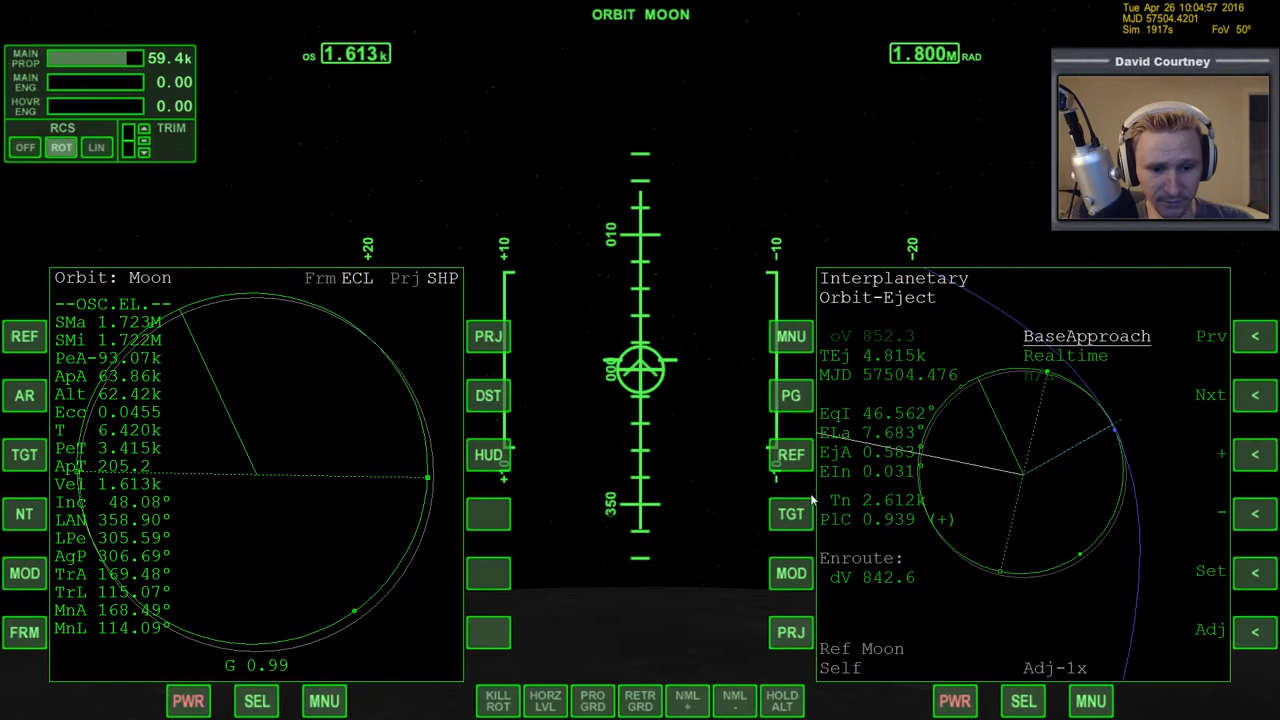 ORBIT MOON
Tue Apr 26 10:04:57 2016
MJD 57504.4201
Sim 1917s FoV 50°
David Courtney
MAIN PROP 59.4k
MAIN ENG 0.00
HOVR ENG 0.00
RCS TRIM
OFF ROT LIN
OS 1.613k
1.800M RAD
+20 +10 -10 -20
010
000
350
+10 -10
Orbit: Moon Frm ECL Prj SHP
--OSC.EL.--
SMa 1.723M
SMi 1.722M
PeA-93.07k
ApA 63.86k
Alt 62.42k
Ecc 0.0455
T 6.420k
PeT 3.415k
ApT 205.2
Vel 1.613k
Inc 48.08°
LAN 358.90°
LPe 305.59°
AgP 306.69°
TrA 169.48°
TrL 115.07°
MnA 168.49°
MnL 114.09°
G 0.99
REF
AR
TGT
NT
MOD
FRM
PRJ
DST
HUD
PWR SEL MNU
KILL ROT
HORZ LVL
PRO GRD
RETR GRD
NML +
NML -
HOLD ALT
MNU
PG
REF
TGT
MOD
PRJ
Interplanetary
Orbit-Eject
oV 852.3 BaseApproach
TEj 4.815k Realtime
MJD 57504.476 n/a
EqI 46.562°
ELa 7.683°
EjA 0.583
EIn 0.031
Tn 2.612k
PlC 0.939 (+)
Enroute:
dV 842.6
Ref Moon
Self Adj-1x
Prv <
Nxt <
+ <
- <
Set <
Adj <
PWR SEL MNU